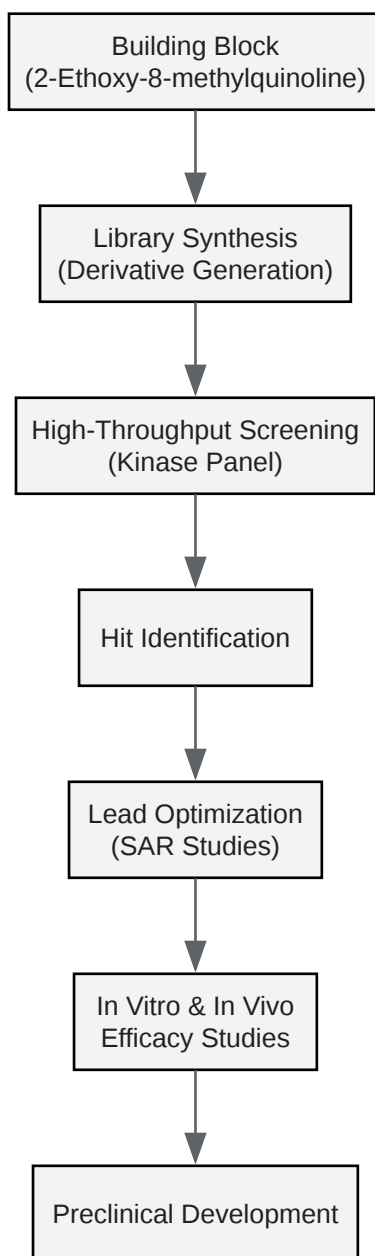 Building Block
(2-Ethoxy-8-methylquinoline)
Library Synthesis
(Derivative Generation)
High-Throughput Screening
(Kinase Panel)
Hit Identification
Lead Optimization
(SAR Studies)
In Vitro & In Vivo
Efficacy Studies
Preclinical Development